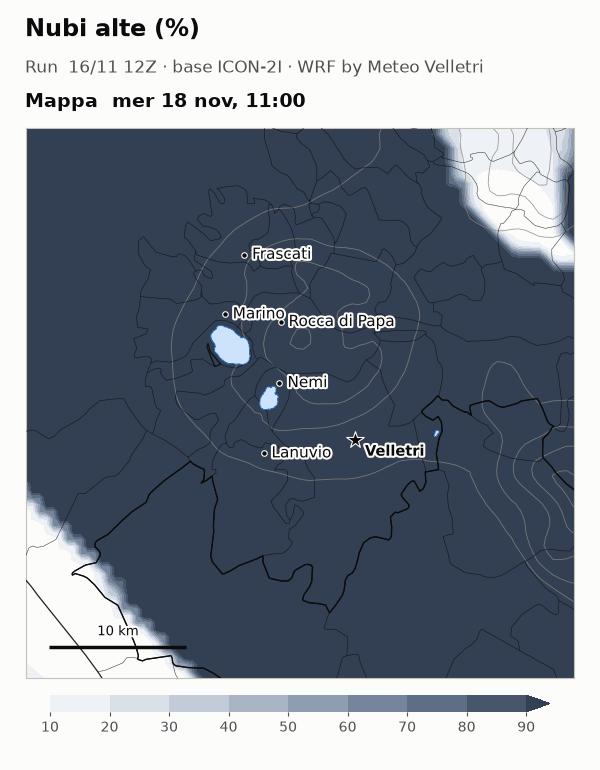 Nubi alte (%)
Run  16/11 12Z · base ICON-2I · WRF by Meteo Velletri
Mappa  mer 18 nov, 11:00
Frascati
Marino
Rocca di Papa
Nemi
Velletri
Lanuvio
10 km
10 20 30 40 50 60 70 80 90